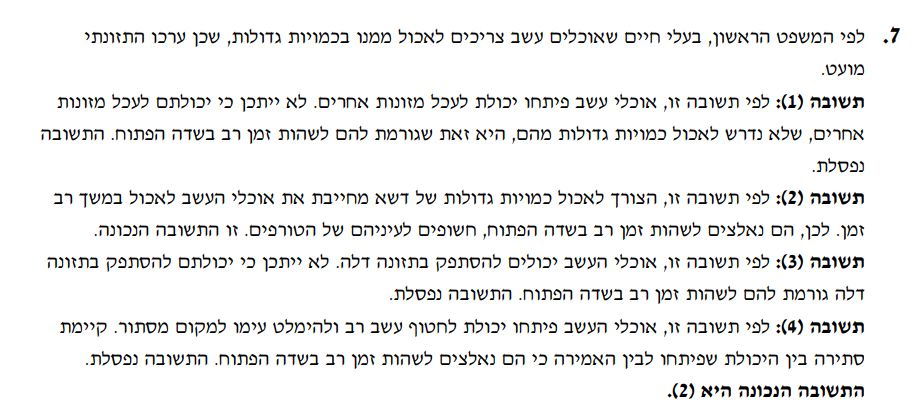 7. לפי המשפט הראשון, בעלי חיים שאוכלים עשב צריכים לאכול ממנו בכמויות גדולות, שכן ערכו התזונתי
מועט.
תשובה (1): לפי תשובה זו, אוכלי עשב פיתחו יכולת לעכל מזונות אחרים. לא ייתכן כי יכולתם לעכל מזונות
אחרים, שלא נדרש לאכול כמויות גדולות מהם, היא זאת שגורמת להם לשהות זמן רב בשדה הפתוח. התשובה
נפסלת.
תשובה (2): לפי תשובה זו, הצורך לאכול כמויות גדולות של דשא מחייבת את אוכלי העשב לאכול במשך רב
זמן. לכן, הם נאלצים לשהות זמן רב בשדה הפתוח, חשופים לעיניהם של הטורפים. זו התשובה הנכונה.
תשובה (3): לפי תשובה זו, אוכלי העשב יכולים להסתפק בתזונה דלה. לא ייתכן כי יכולתם להסתפק בתזונה
דלה גורמת להם לשהות זמן רב בשדה הפתוח. התשובה נפסלת.
תשובה (4): לפי תשובה זו, אוכלי העשב פיתחו יכולת לחטוף עשב רב ולהימלט עימו למקום מסתור. קיימת
סתירה בין היכולת שפיתחו לבין האמירה כי הם נאלצים לשהות זמן רב בשדה הפתוח. התשובה נפסלת.
התשובה הנכונה היא (2).